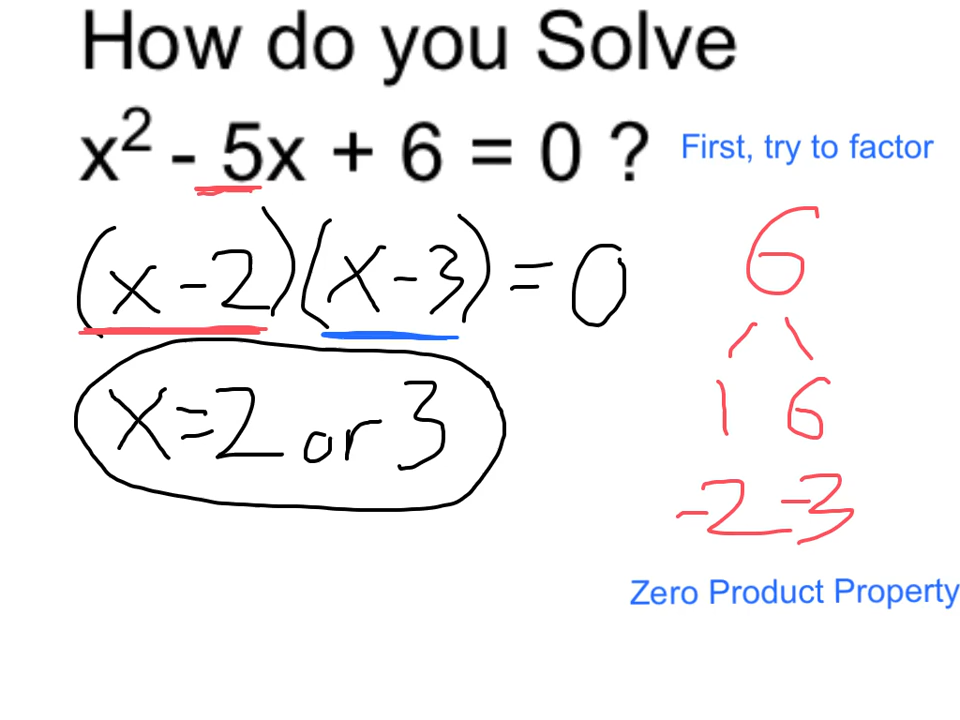 How do you Solve
x² - 5x + 6 = 0 ?
First, try to factor
(x - 2)(x - 3) = 0
x = 2 or 3
6
1 6
-2 -3
Zero Product Property